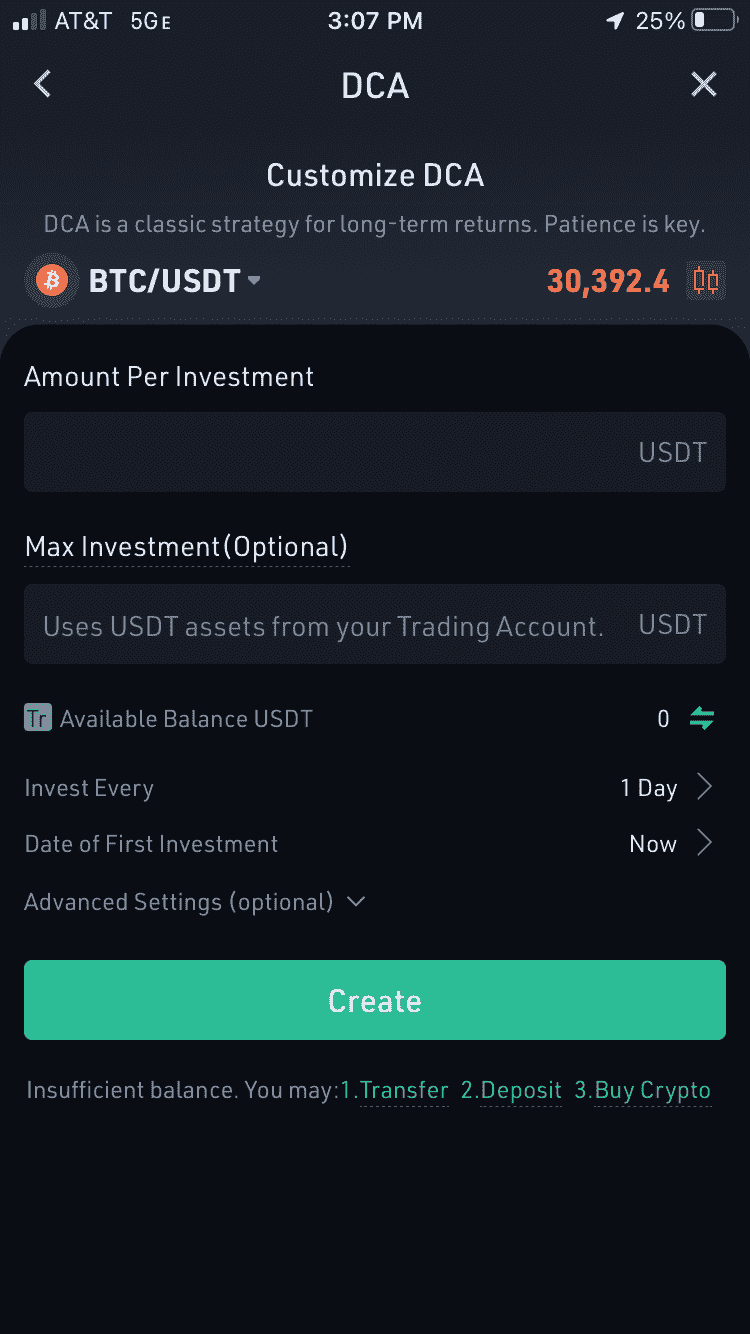 AT&T 5GE 3:07 PM 25%
DCA
Customize DCA
DCA is a classic strategy for long-term returns. Patience is key.
BTC/USDT 30,392.4
Amount Per Investment
USDT
Max Investment(Optional)
Uses USDT assets from your Trading Account. USDT
Tr Available Balance USDT 0
Invest Every 1 Day
Date of First Investment Now
Advanced Settings (optional)
Create
Insufficient balance. You may:1.Transfer 2.Deposit 3.Buy Crypto